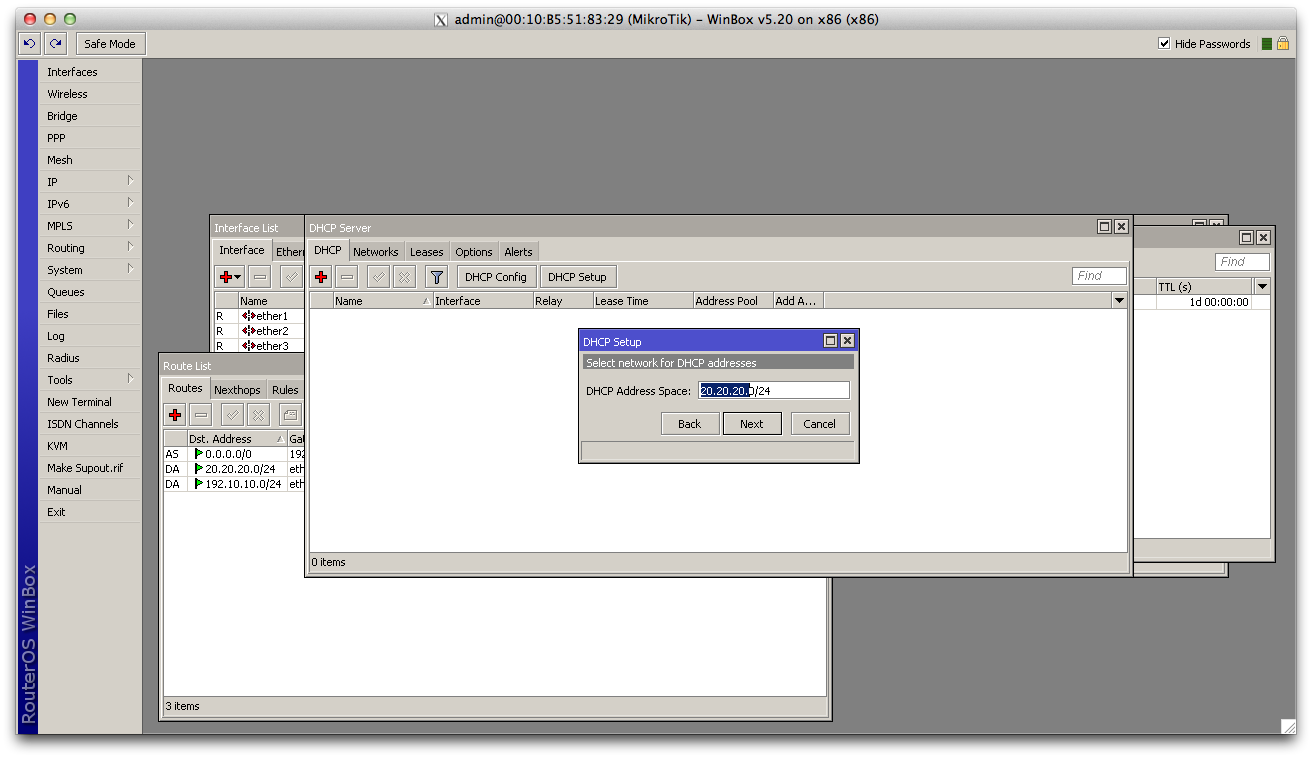 admin@00:10:B5:51:83:29 (MikroTik) – WinBox v5.20 on x86 (x86)
Safe Mode
Hide Passwords
Interfaces
Wireless
Bridge
PPP
Mesh
IP
IPv6
MPLS
Routing
System
Queues
Files
Log
Radius
Tools
New Terminal
ISDN Channels
KVM
Make Supout.rif
Manual
Exit
RouterOS WinBox
Interface List
Interface
Name
R ether1
R ether2
R ether3
DHCP Server
DHCP Networks Leases Options Alerts
DHCP Config DHCP Setup Find
Name Interface Relay Lease Time Address Pool Add A...
0 items
DHCP Setup
Select network for DHCP addresses
DHCP Address Space: 20.20.20.0/24
Back Next Cancel
Find
TTL (s)
1d 00:00:00
Route List
Routes Nexthops Rules
Dst. Address
AS 0.0.0.0/0
DA 20.20.20.0/24
DA 192.10.10.0/24
3 items